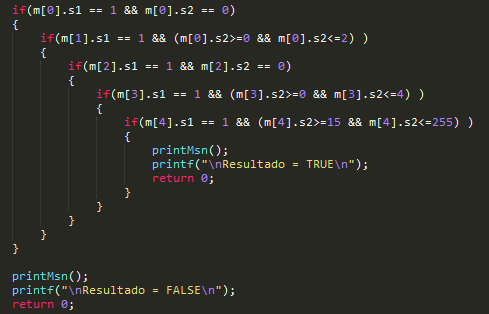 if(m[0].s1 == 1 && m[0].s2 == 0)
{
if(m[1].s1 == 1 && (m[0].s2>=0 && m[0].s2<=2) )
{
if(m[2].s1 == 1 && m[2].s2 == 0)
{
if(m[3].s1 == 1 && (m[3].s2>=0 && m[3].s2<=4) )
{
if(m[4].s1 == 1 && (m[4].s2>=15 && m[4].s2<=255) )
{
printMsn();
printf("\nResultado = TRUE\n");
return 0;
}
}
}
}
}
printMsn();
printf("\nResultado = FALSE\n");
return 0;